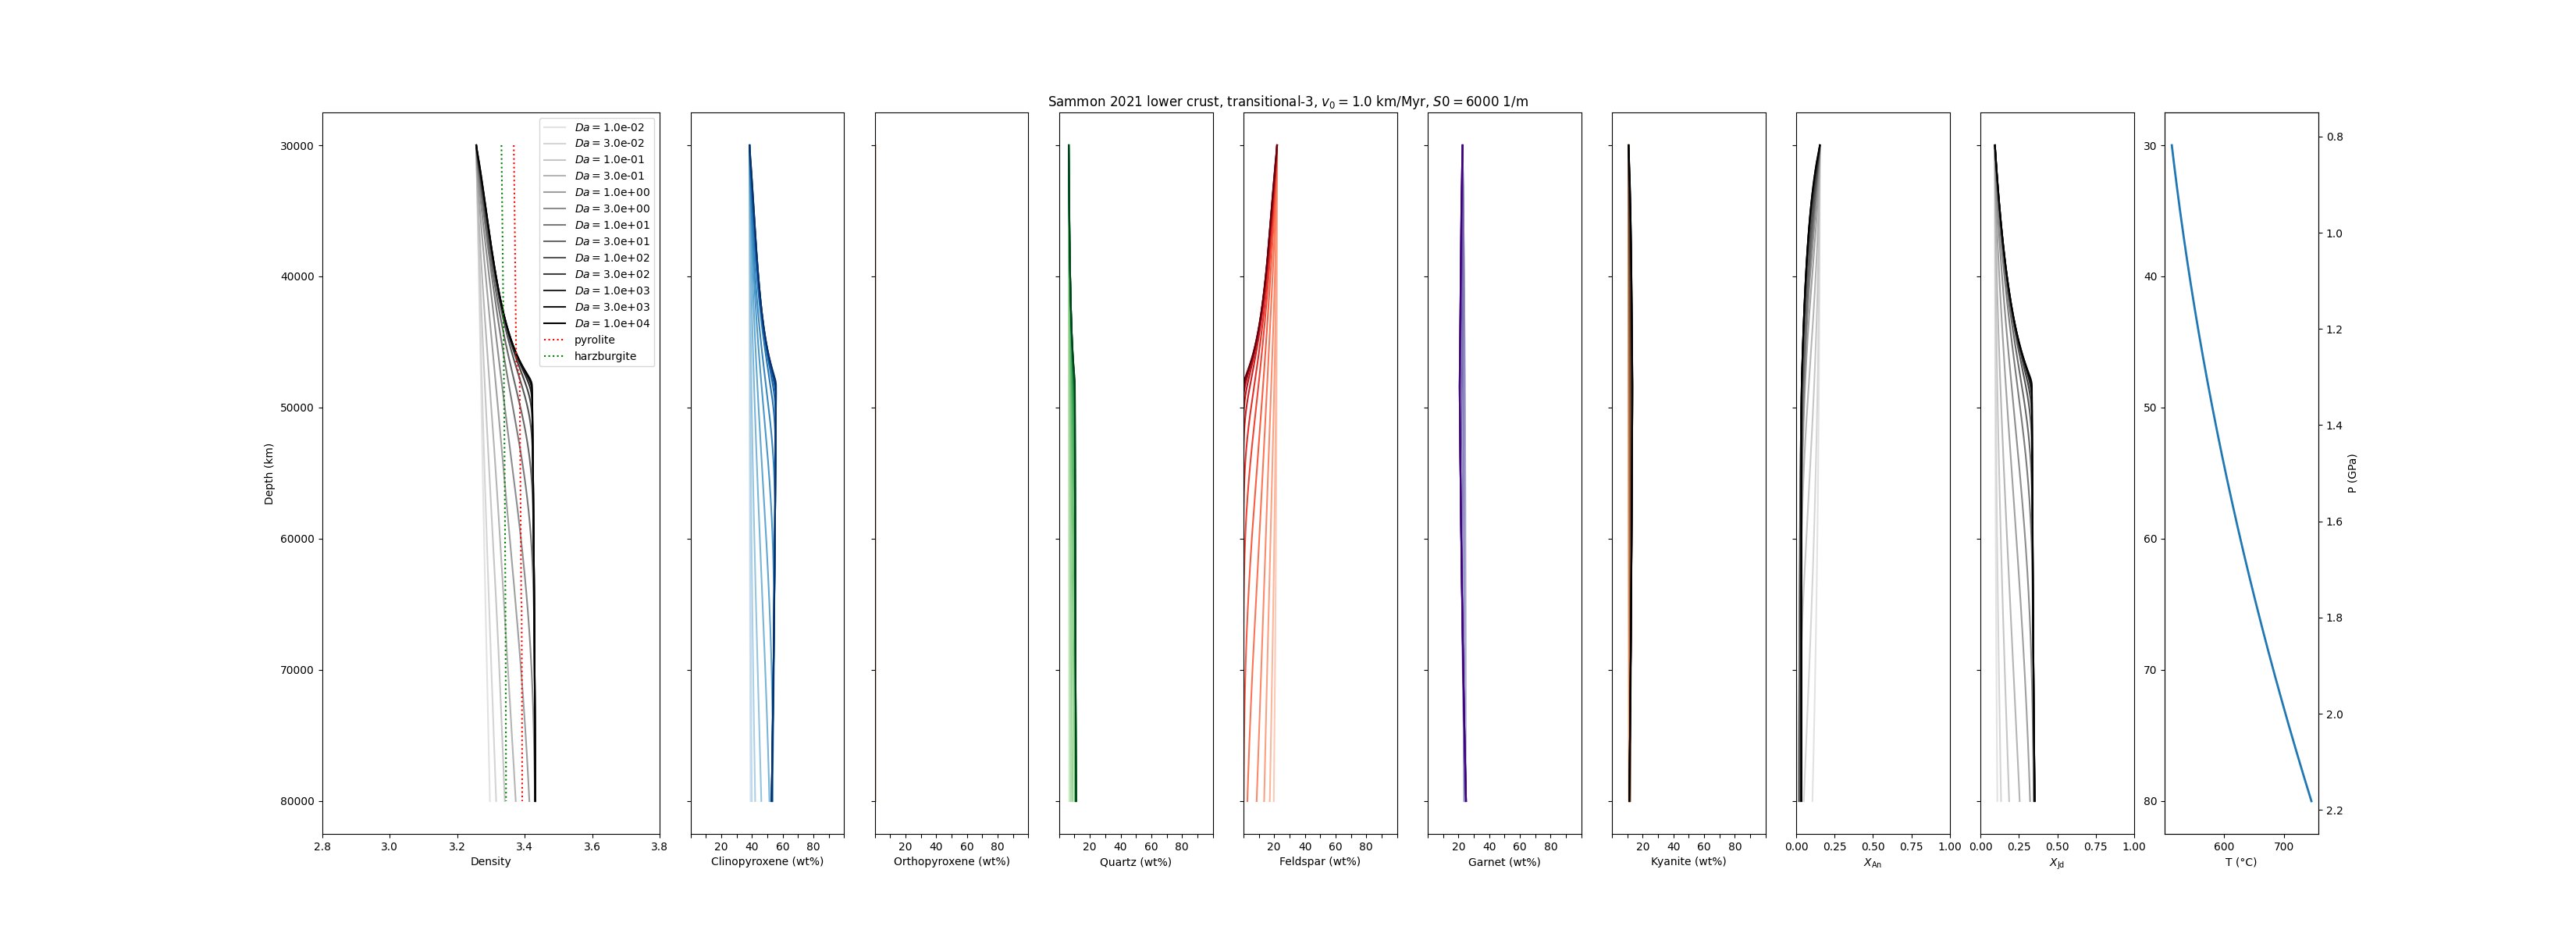 Sammon 2021 lower crust, transitional-3, v₀ = 1.0 km/Myr, S0 = 6000 1/m
Da = 1.0e-02
Da = 3.0e-02
Da = 1.0e-01
Da = 3.0e-01
Da = 1.0e+00
Da = 3.0e+00
Da = 1.0e+01
Da = 3.0e+01
Da = 1.0e+02
Da = 3.0e+02
Da = 1.0e+03
Da = 3.0e+03
Da = 1.0e+04
pyrolite
harzburgite
Depth (km)
30000
40000
50000
60000
70000
80000
2.8 3.0 3.2 3.4 3.6 3.8
Density
20 40 60 80
Clinopyroxene (wt%)
20 40 60 80
Orthopyroxene (wt%)
20 40 60 80
Quartz (wt%)
20 40 60 80
Feldspar (wt%)
20 40 60 80
Garnet (wt%)
20 40 60 80
Kyanite (wt%)
0.00 0.25 0.50 0.75 1.00
X_An
0.00 0.25 0.50 0.75 1.00
X_Jd
30
40
50
60
70
80
600 700
T (°C)
0.8
1.0
1.2
1.4
1.6
1.8
2.0
2.2
P (GPa)